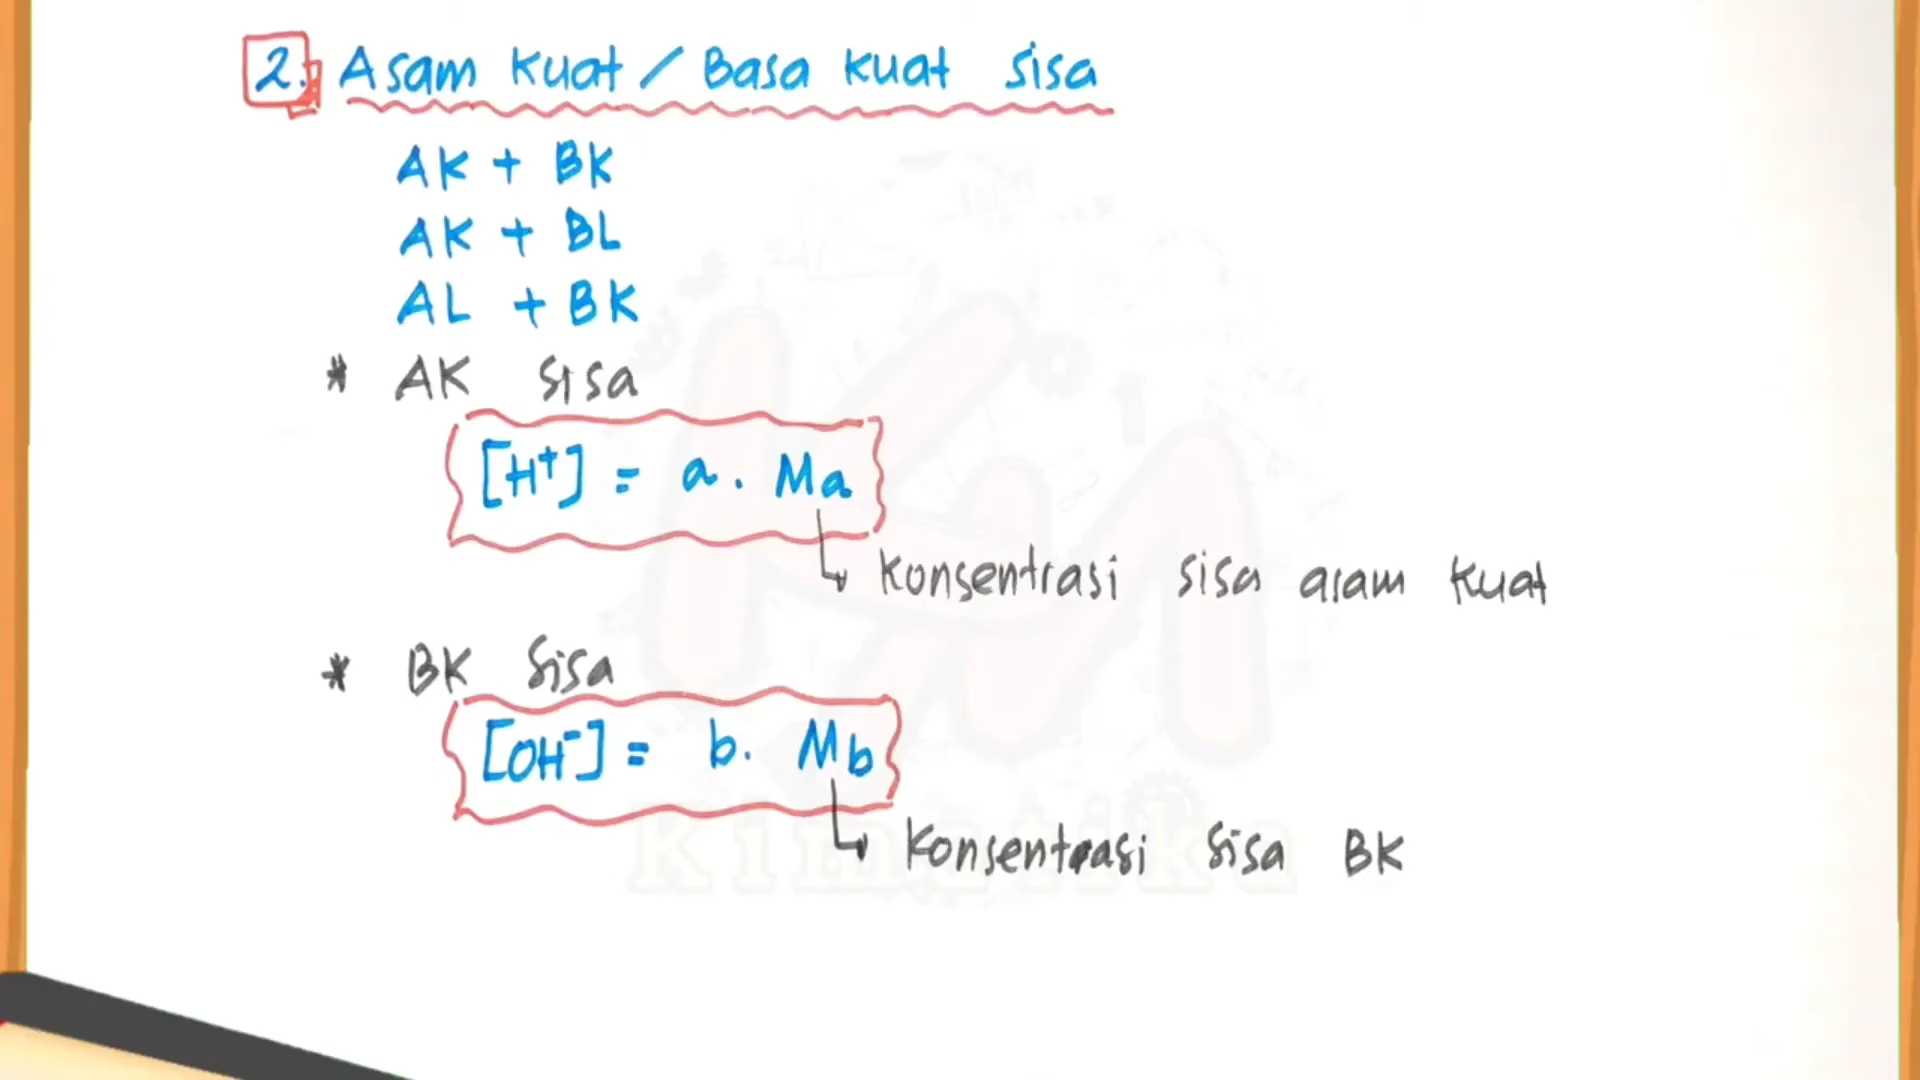 2. Asam Kuat / Basa Kuat sisa
AK + BK
AK + BL
AL + BK
* AK sisa
[H⁺] = a . Ma
↳ Konsentrasi sisa asam kuat
* BK sisa
[OH⁻] = b . Mb
↳ Konsentrasi sisa BK
Kimatika